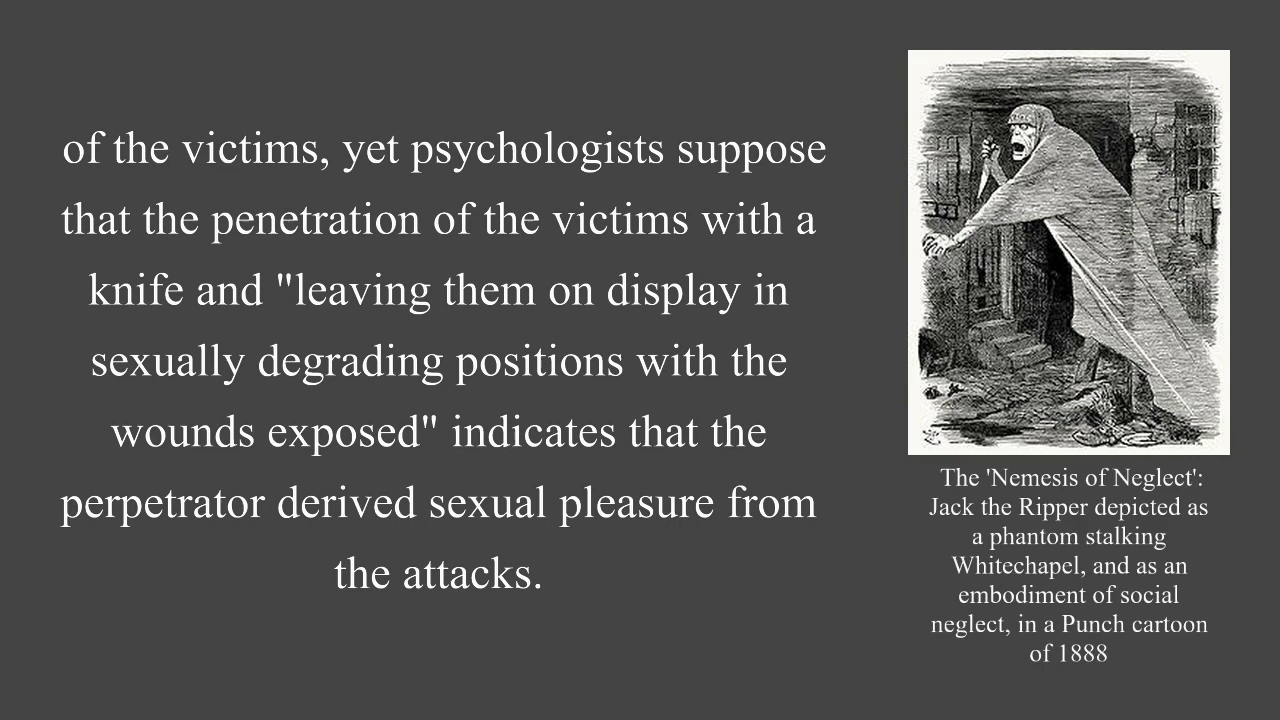 of the victims, yet psychologists suppose
that the penetration of the victims with a
knife and "leaving them on display in
sexually degrading positions with the
wounds exposed" indicates that the
perpetrator derived sexual pleasure from
the attacks.
The 'Nemesis of Neglect':
Jack the Ripper depicted as
a phantom stalking
Whitechapel, and as an
embodiment of social
neglect, in a Punch cartoon
of 1888